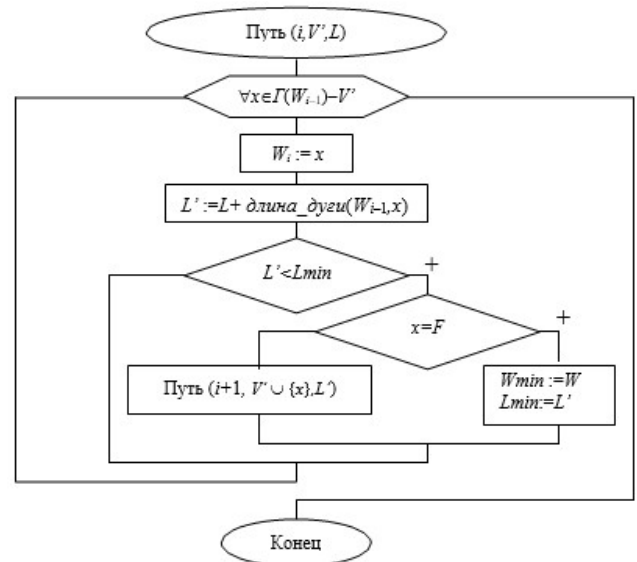 Путь (i,V’,L)
∀x∈Γ(Wi–1)–V’
Wi := x
L’ :=L+ длина_дуги(Wi–1,x)
L’<Lmin
+
x=F
+
Путь (i+1, V’ ∪ {x},L’)
Wmin :=W
Lmin:=L’
Конец